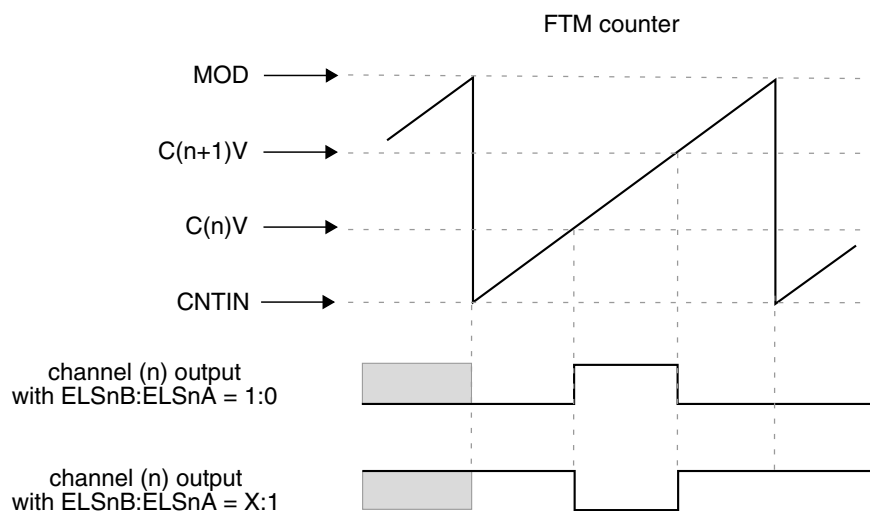 FTM counter
MOD
C(n+1)V
C(n)V
CNTIN
channel (n) output
with ELSnB:ELSnA = 1:0
channel (n) output
with ELSnB:ELSnA = X:1